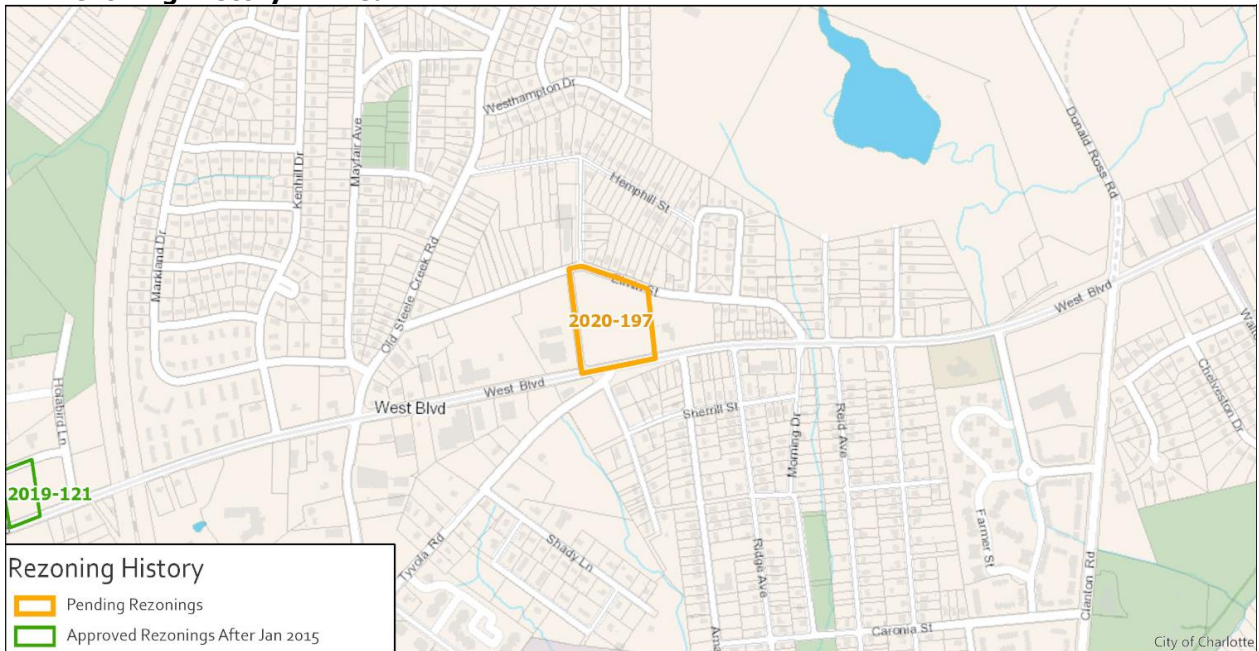 Westhampton Dr
Mayfair Ave
Kenhill Dr
Markland Dr
Hemphill St
Donald Ross Rd
Old Steele Creek Rd
2020-197
West Blvd
West Blvd
West Blvd
Holabird Ln
Sherrill St
Morning Dr
Reid Ave
Chelveston Dr
2019-121
Tyvola Rd
Shady Ln
Ridge Ave
Farmer St
Clanton Rd
Caronia St
Rezoning History
Pending Rezonings
Approved Rezonings After Jan 2015
City of Charlotte